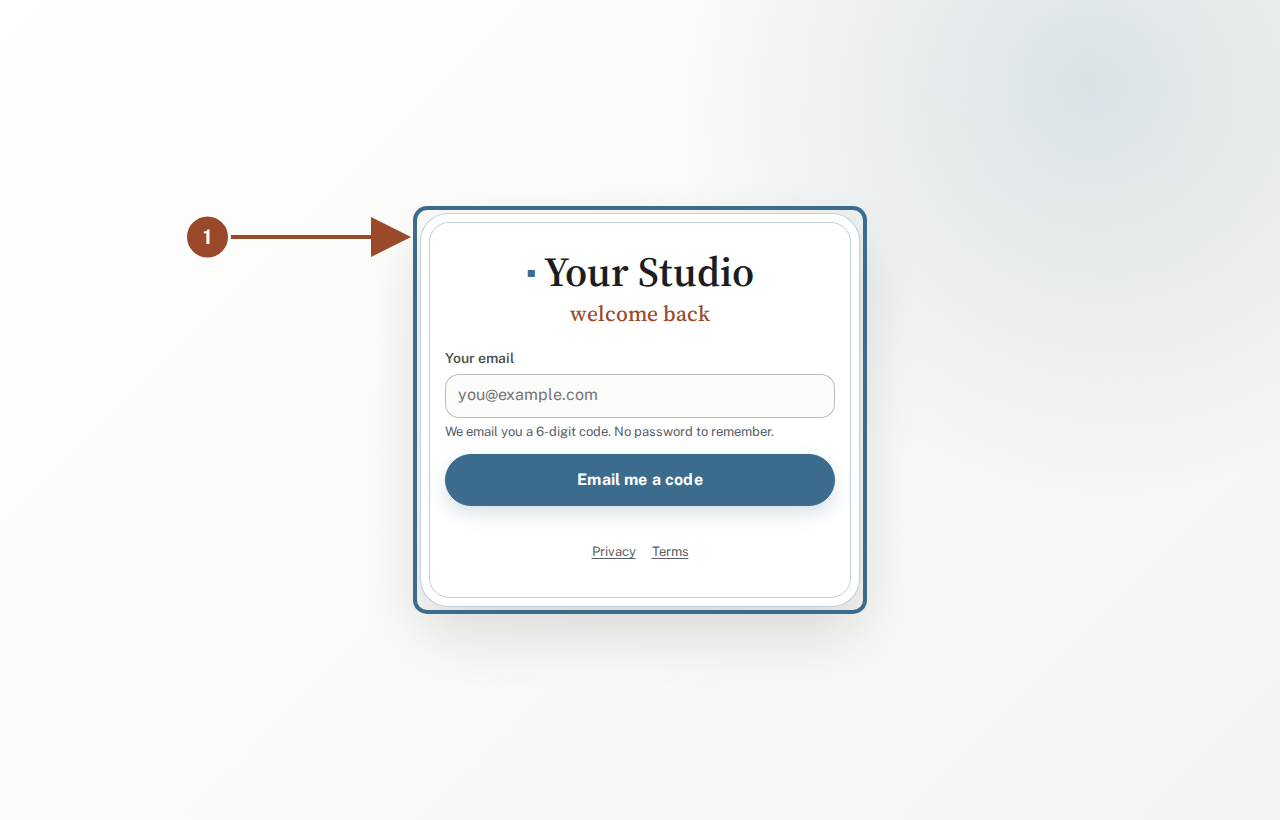 1
Your Studio
welcome back
Your email
you@example.com
We email you a 6-digit code. No password to remember.
Email me a code
Privacy Terms